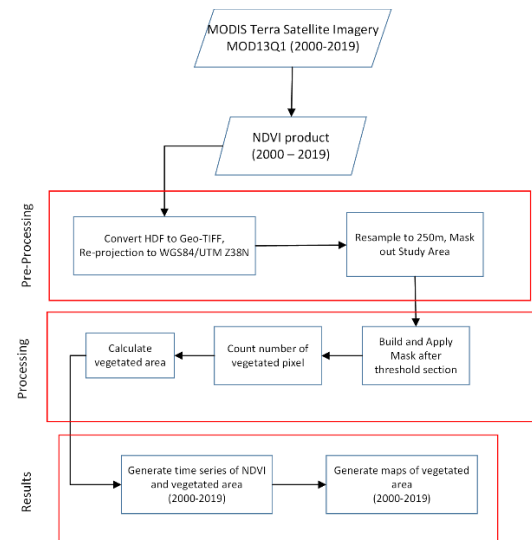 MODIS Terra Satellite Imagery
MOD13Q1 (2000-2019)
NDVI product
(2000 – 2019)
Pre-Processing
Convert HDF to Geo-TIFF,
Re-projection to WGS84/UTM Z38N
Resample to 250m, Mask
out Study Area
Processing
Calculate
vegetated area
Count number of
vegetated pixel
Build and Apply
Mask after
threshold section
Results
Generate time series of NDVI
and vegetated area
(2000-2019)
Generate maps of vegetated
area
(2000-2019)